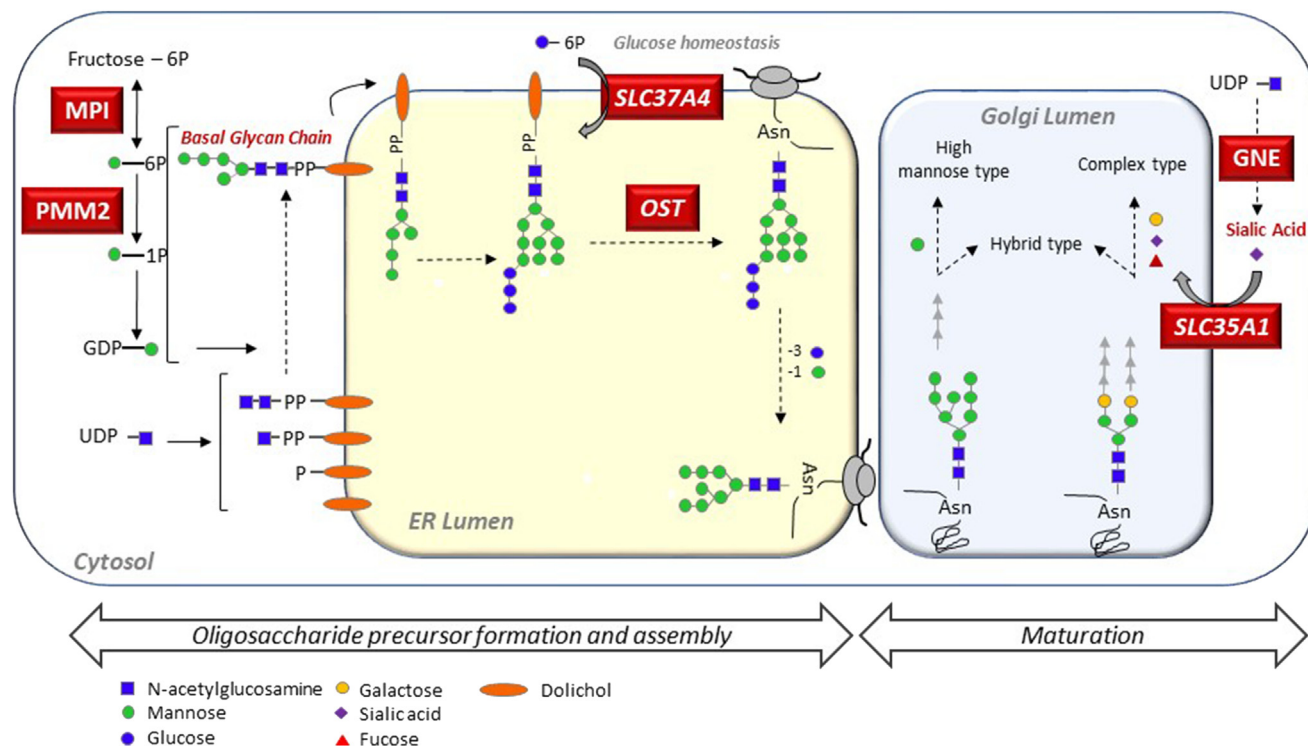 Fructose – 6P
MPI
6P
PMM2
1P
GDP
UDP
Basal Glycan Chain
PP
PP
PP
P
Cytosol
PP
PP
6P
Glucose homeostasis
SLC37A4
OST
Asn
-3
-1
Asn
ER Lumen
Golgi Lumen
High
mannose type
Complex type
Hybrid type
Asn
Asn
UDP
GNE
Sialic Acid
SLC35A1
Oligosaccharide precursor formation and assembly
Maturation
N-acetylglucosamine
Mannose
Glucose
Galactose
Sialic acid
Fucose
Dolichol